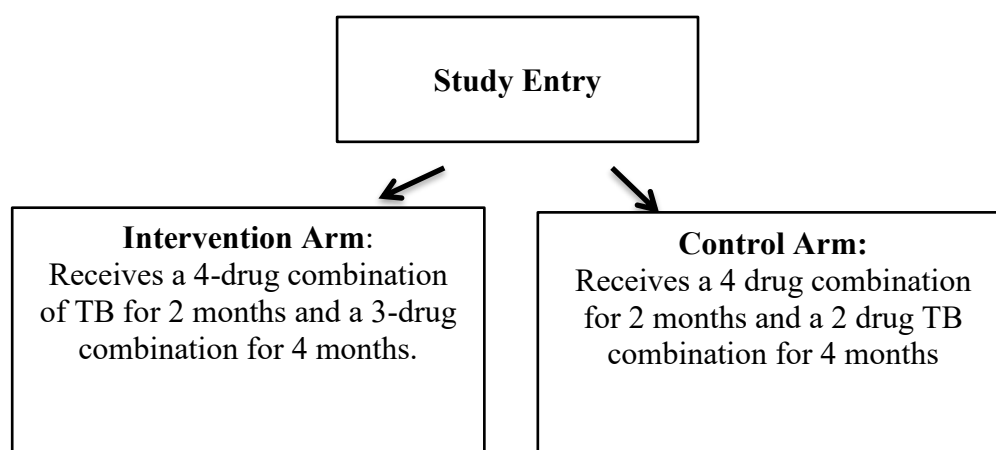 Study Entry
Intervention Arm:
Receives a 4-drug combination
of TB for 2 months and a 3-drug
combination for 4 months.
Control Arm:
Receives a 4 drug combination
for 2 months and a 2 drug TB
combination for 4 months